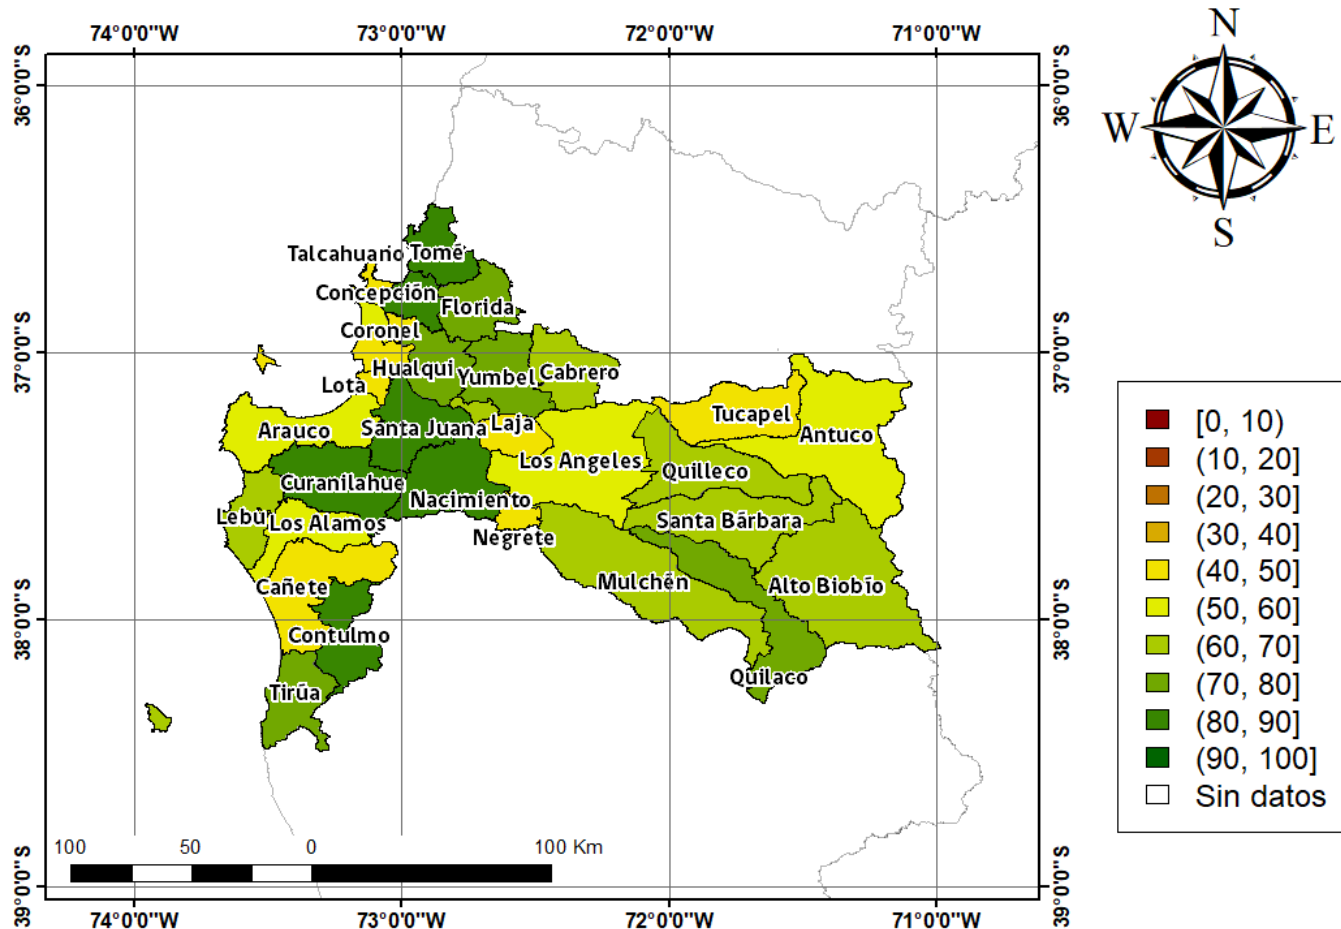 74°0'0"W 73°0'0"W 72°0'0"W 71°0'0"W
N
W E
S
36°0'0"S 36°0'0"S
Talcahuano Tomé
Concepción
Florida
Coronel
37°0'0"S 37°0'0"S
Hualqui
Yumbel
Cabrero
Lota
Tucapel
Laja
Santa Juana
Arauco
Antuco
Los Angeles
Quilleco
Curanilahue
Nacimiento
Lebu
Los Alamos
Santa Bárbara
Negrete
Mulchén
Cañete
Alto Biobío
38°0'0"S 38°0'0"S
Contulmo
Quilaco
Tirúa
[0, 10)
(10, 20]
(20, 30]
(30, 40]
(40, 50]
(50, 60]
(60, 70]
(70, 80]
(80, 90]
(90, 100]
Sin datos
100 50 0 100 Km
39°0'0"S 39°0'0"S
74°0'0"W 73°0'0"W 72°0'0"W 71°0'0"W